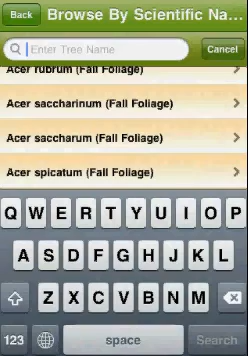 Back
Browse By Scientific Na...
Enter Tree Name
Cancel
Acer rubrum (Fall Foliage)
Acer saccharinum (Fall Foliage)
Acer saccharum (Fall Foliage)
Acer spicatum (Fall Foliage)
Q W E R T Y U I O P
A S D F G H J K L
Z X C V B N M
123 space Search